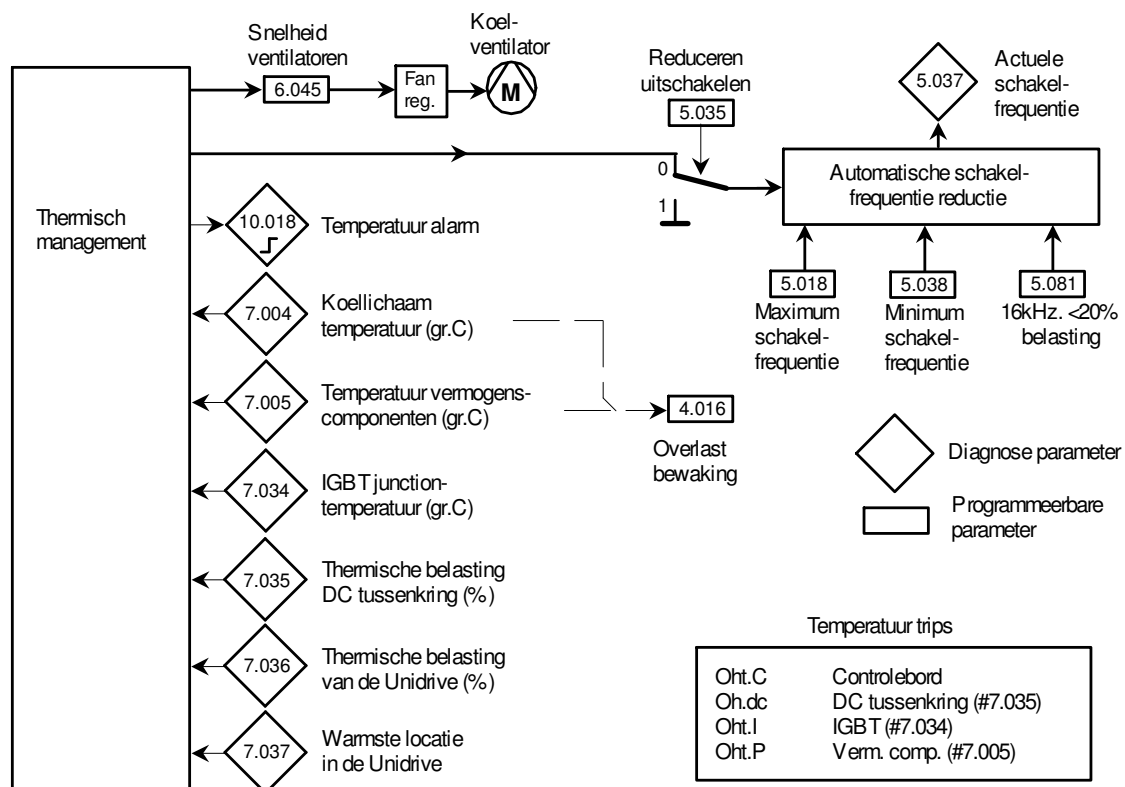 Snelheid
ventilatoren
6.045
Fan
reg.
Koel-
ventilator
M
Reduceren
uitschakelen
5.035
5.037
Actuele
schakel-
frequentie
0
1
Automatische schakel-
frequentie reductie
5.018
Maximum
schakel-
frequentie
5.038
Minimum
schakel-
frequentie
5.081
16kHz. <20%
belasting
Thermisch
management
10.018
Temperatuur alarm
7.004
Koellichaam
temperatuur (gr.C)
7.005
Temperatuur vermogens-
componenten (gr.C)
4.016
Overlast
bewaking
7.034
IGBT junction-
temperatuur (gr.C)
7.035
Thermische belasting
DC tussenkring (%)
7.036
Thermische belasting
van de Unidrive (%)
7.037
Warmste locatie
in de Unidrive
Diagnose parameter
Programmeerbare
parameter
Temperatuur trips
Oht.C Controlebord
Oh.dc DC tussenkring (#7.035)
Oht.I IGBT (#7.034)
Oht.P Verm. comp. (#7.005)